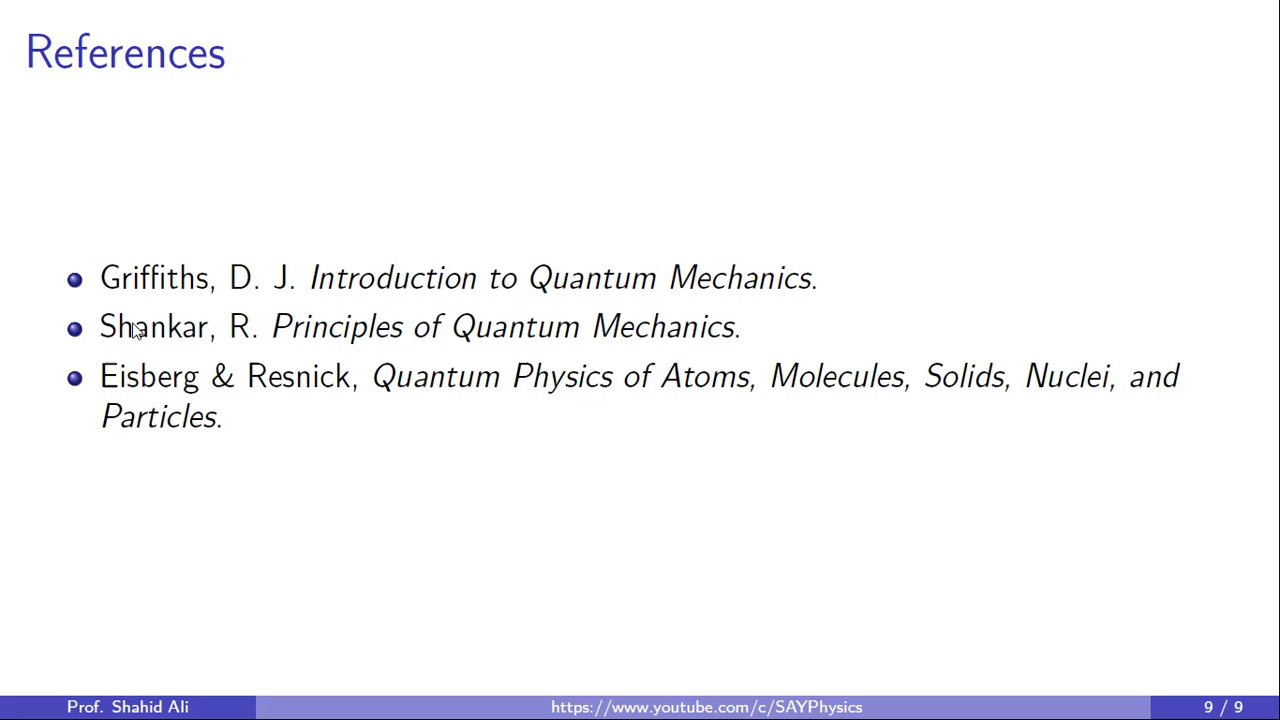 References
Griffiths, D. J. Introduction to Quantum Mechanics.
Shankar, R. Principles of Quantum Mechanics.
Eisberg & Resnick, Quantum Physics of Atoms, Molecules, Solids, Nuclei, and
Particles.
Prof. Shahid Ali
https://www.youtube.com/c/SAYPhysics
9 / 9